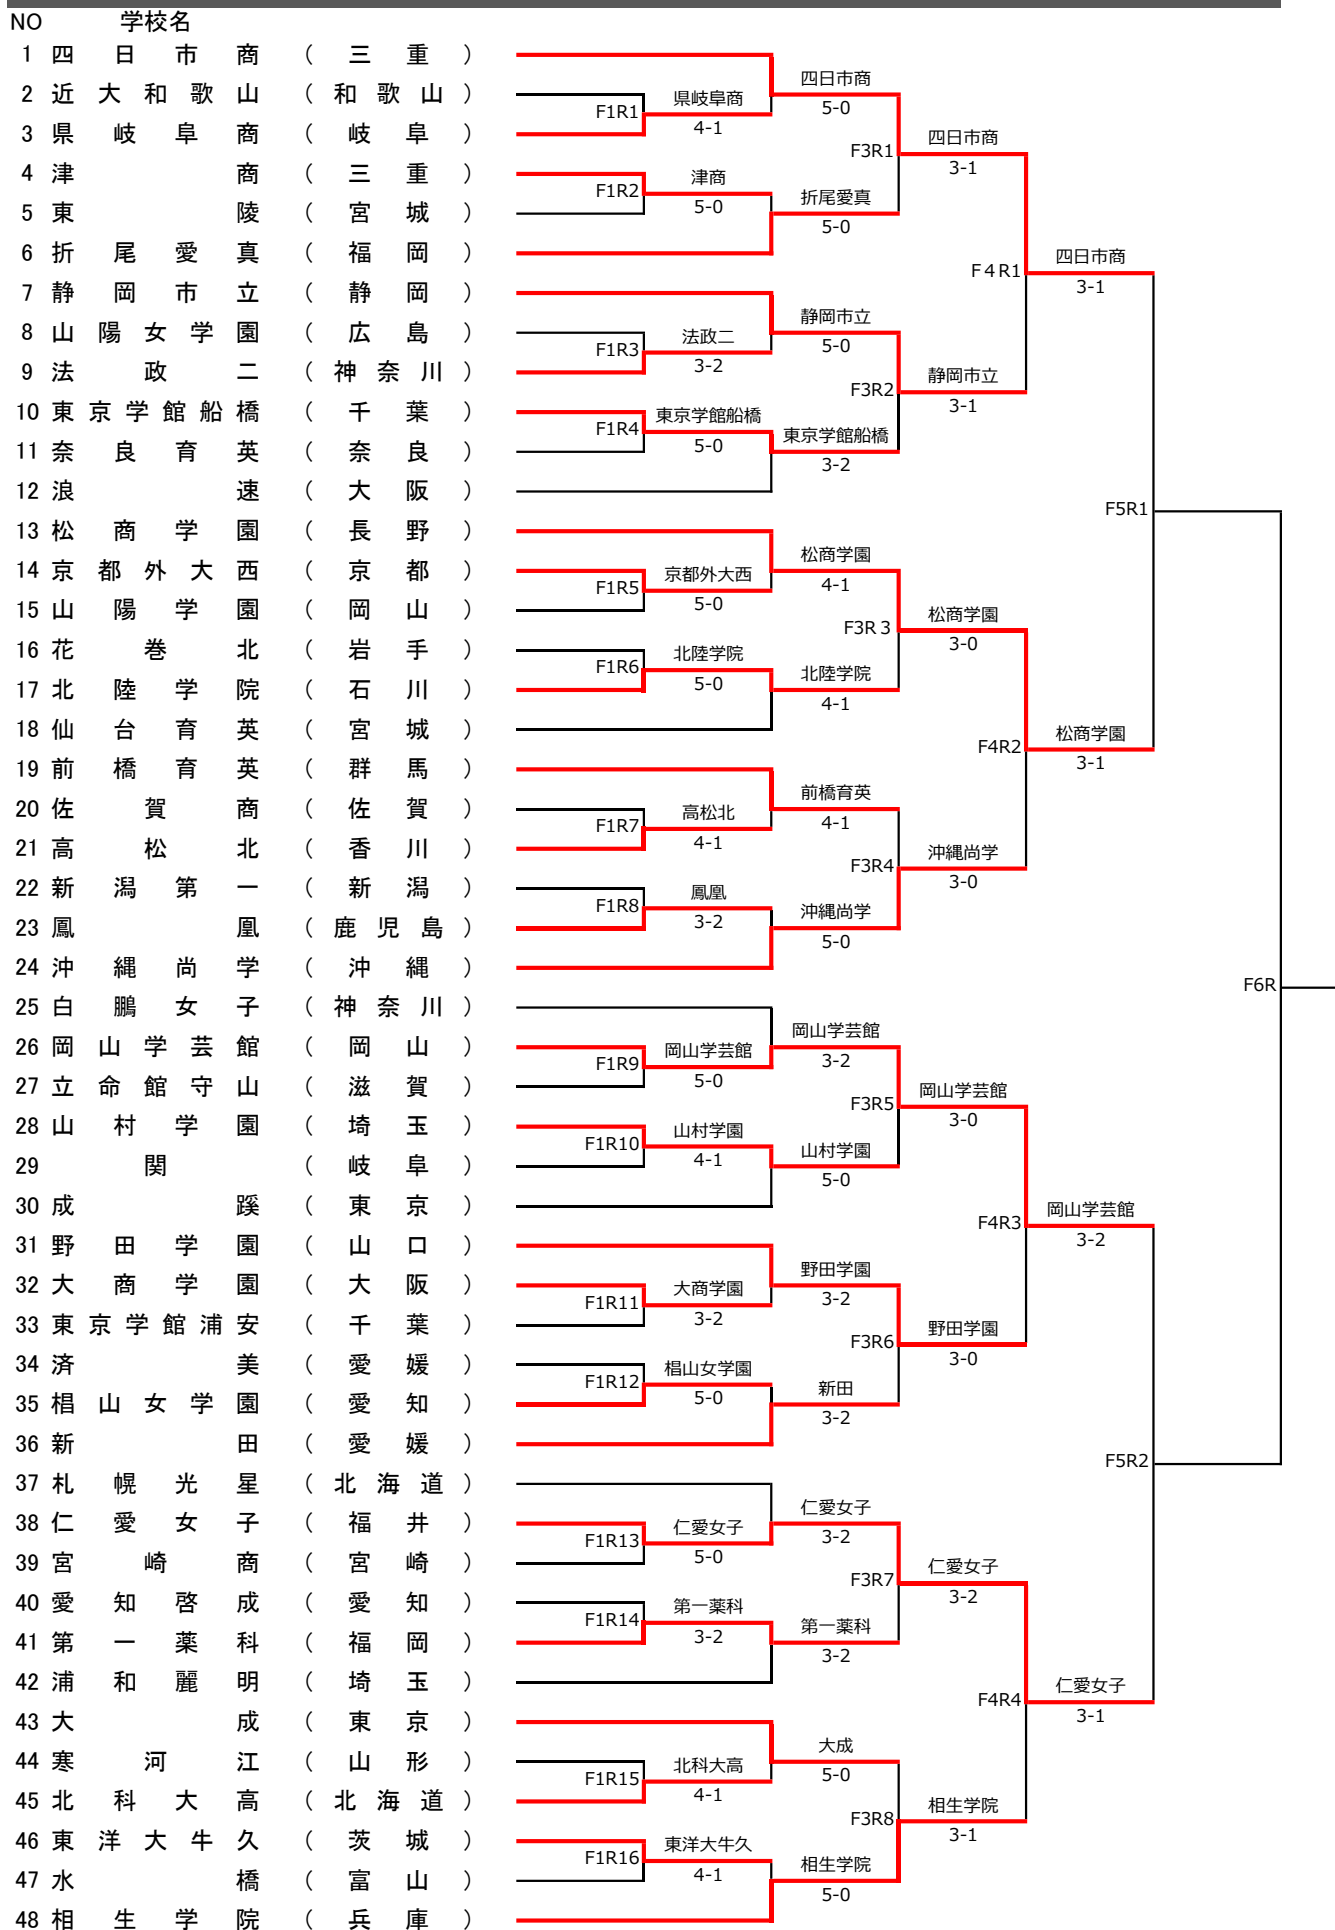 NO 学校名
1 四日市商 ( 三重 )
四日市商
2 近大和歌山 ( 和歌山 )
県岐阜商
5-0
F1R1
4-1
3 県岐阜商 ( 岐阜 )
四日市商
F3R1
3-1
4 津商 ( 三重 )
津商
F1R2
折尾愛真
5-0
5 東陵 ( 宮城 )
5-0
6 折尾愛真 ( 福岡 )
四日市商
F４R1
3-1
7 静岡市立 ( 静岡 )
静岡市立
8 山陽女学園 ( 広島 )
法政二
5-0
F1R3
3-2
9 法政二 ( 神奈川 )
静岡市立
F3R2
3-1
10 東京学館船橋 ( 千葉 )
東京学館船橋
F1R4
東京学館船橋
5-0
11 奈良育英 ( 奈良 )
3-2
12 浪速 ( 大阪 )
F5R1
13 松商学園 ( 長野 )
松商学園
14 京都外大西 ( 京都 )
京都外大西
4-1
F1R5
5-0
15 山陽学園 ( 岡山 )
松商学園
F3R３
3-0
16 花巻北 ( 岩手 )
北陸学院
F1R6
北陸学院
5-0
17 北陸学院 ( 石川 )
4-1
18 仙台育英 ( 宮城 )
松商学園
F4R2
3-1
19 前橋育英 ( 群馬 )
前橋育英
20 佐賀商 ( 佐賀 )
高松北
4-1
F1R7
4-1
21 高松北 ( 香川 )
沖縄尚学
F3R4
3-0
22 新潟第一 ( 新潟 )
鳳凰
F1R8
沖縄尚学
3-2
23 鳳凰 ( 鹿児島 )
5-0
24 沖縄尚学 ( 沖縄 )
F6R
25 白鵬女子 ( 神奈川 )
岡山学芸館
26 岡山学芸館 ( 岡山 )
岡山学芸館
3-2
F1R9
5-0
27 立命館守山 ( 滋賀 )
岡山学芸館
F3R5
3-0
28 山村学園 ( 埼玉 )
山村学園
F1R10
山村学園
4-1
29 関 ( 岐阜 )
5-0
30 成蹊 ( 東京 )
岡山学芸館
F4R3
3-2
31 野田学園 ( 山口 )
野田学園
32 大商学園 ( 大阪 )
大商学園
3-2
F1R11
3-2
33 東京学館浦安 ( 千葉 )
野田学園
F3R6
3-0
34 済美 ( 愛媛 )
椙山女学園
F1R12
新田
5-0
35 椙山女学園 ( 愛知 )
3-2
36 新田 ( 愛媛 )
F5R2
37 札幌光星 ( 北海道 )
仁愛女子
38 仁愛女子 ( 福井 )
仁愛女子
3-2
F1R13
5-0
39 宮崎商 ( 宮崎 )
仁愛女子
F3R7
3-2
40 愛知啓成 ( 愛知 )
第一薬科
F1R14
第一薬科
3-2
41 第一薬科 ( 福岡 )
3-2
42 浦和麗明 ( 埼玉 )
仁愛女子
F4R4
3-1
43 大成 ( 東京 )
大成
44 寒河江 ( 山形 )
北科大高
5-0
F1R15
4-1
45 北科大高 ( 北海道 )
相生学院
F3R8
3-1
46 東洋大牛久 ( 茨城 )
東洋大牛久
F1R16
相生学院
4-1
47 水橋 ( 富山 )
5-0
48 相生学院 ( 兵庫 )